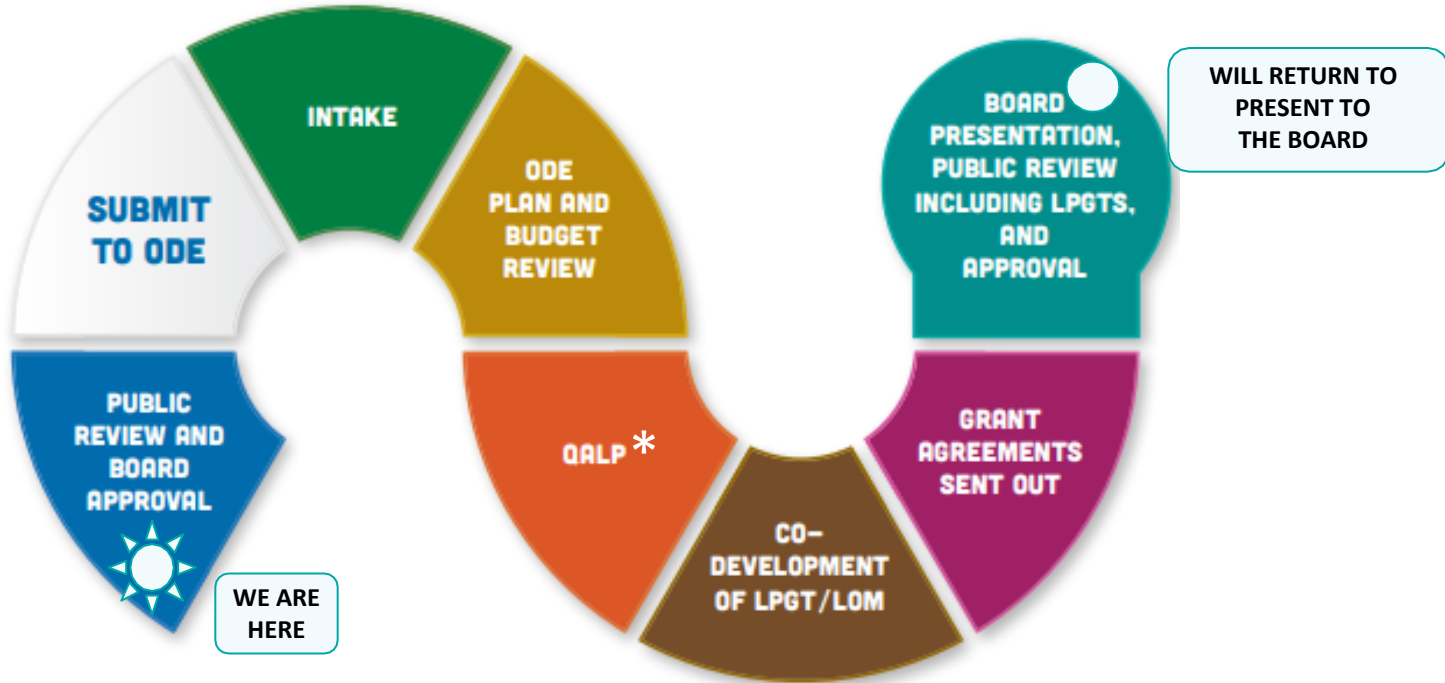 PUBLIC
REVIEW AND
BOARD
APPROVAL
WE ARE
HERE
SUBMIT
TO ODE
INTAKE
ODE
PLAN AND
BUDGET
REVIEW
QALP *
CO-
DEVELOPMENT
OF LPGT/LOM
GRANT
AGREEMENTS
SENT OUT
BOARD
PRESENTATION,
PUBLIC REVIEW
INCLUDING LPGTS,
AND
APPROVAL
WILL RETURN TO
PRESENT TO
THE BOARD